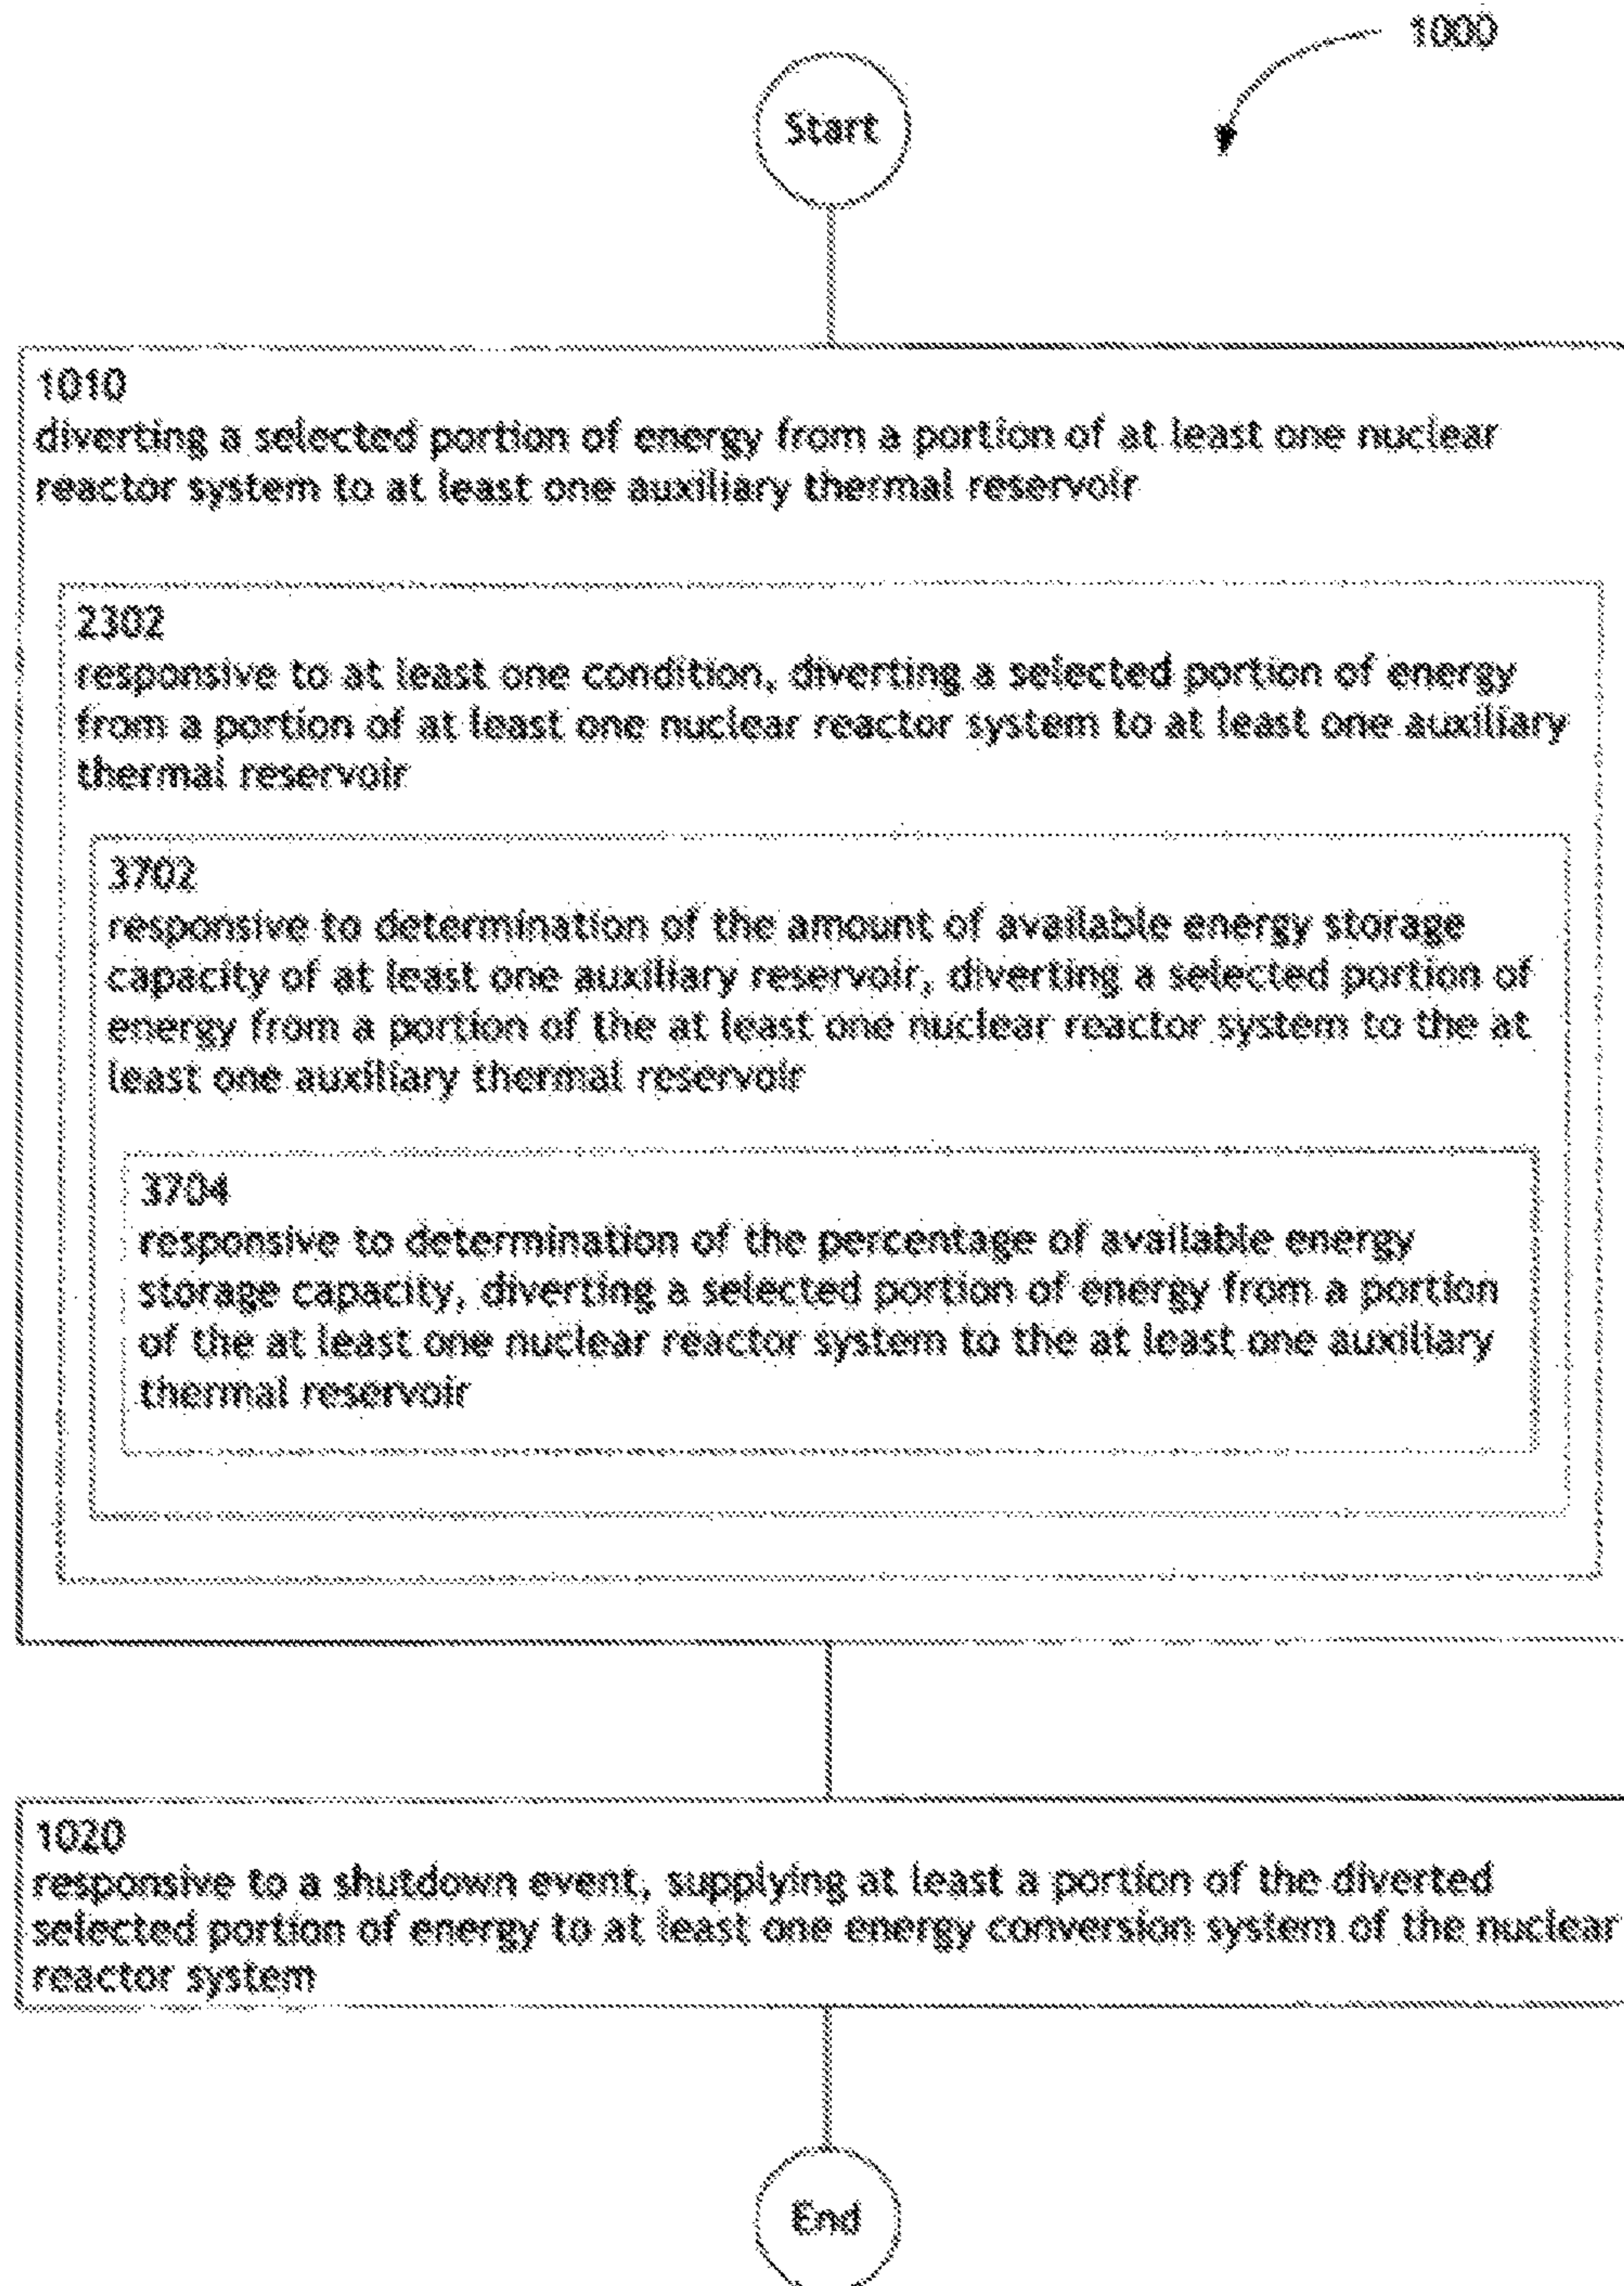 1000
Start
1010
diverting a selected portion of energy from a portion of at least one nuclear
reactor system to at least one auxiliary thermal reservoir
2302
responsive to at least one condition, diverting a selected portion of energy
from a portion of at least one nuclear reactor system to at least one auxiliary
thermal reservoir
3702
responsive to determination of the amount of available energy storage
capacity of at least one auxiliary reservoir, diverting a selected portion of
energy from a portion of the at least one nuclear reactor system to the at
least one auxiliary thermal reservoir
3704
responsive to determination of the percentage of available energy
storage capacity, diverting a selected portion of energy from a portion
of the at least one nuclear reactor system to the at least one auxiliary
thermal reservoir
1020
responsive to a shutdown event, supplying at least a portion of the diverted
selected portion of energy to at least one energy conversion system of the nuclear
reactor system
End